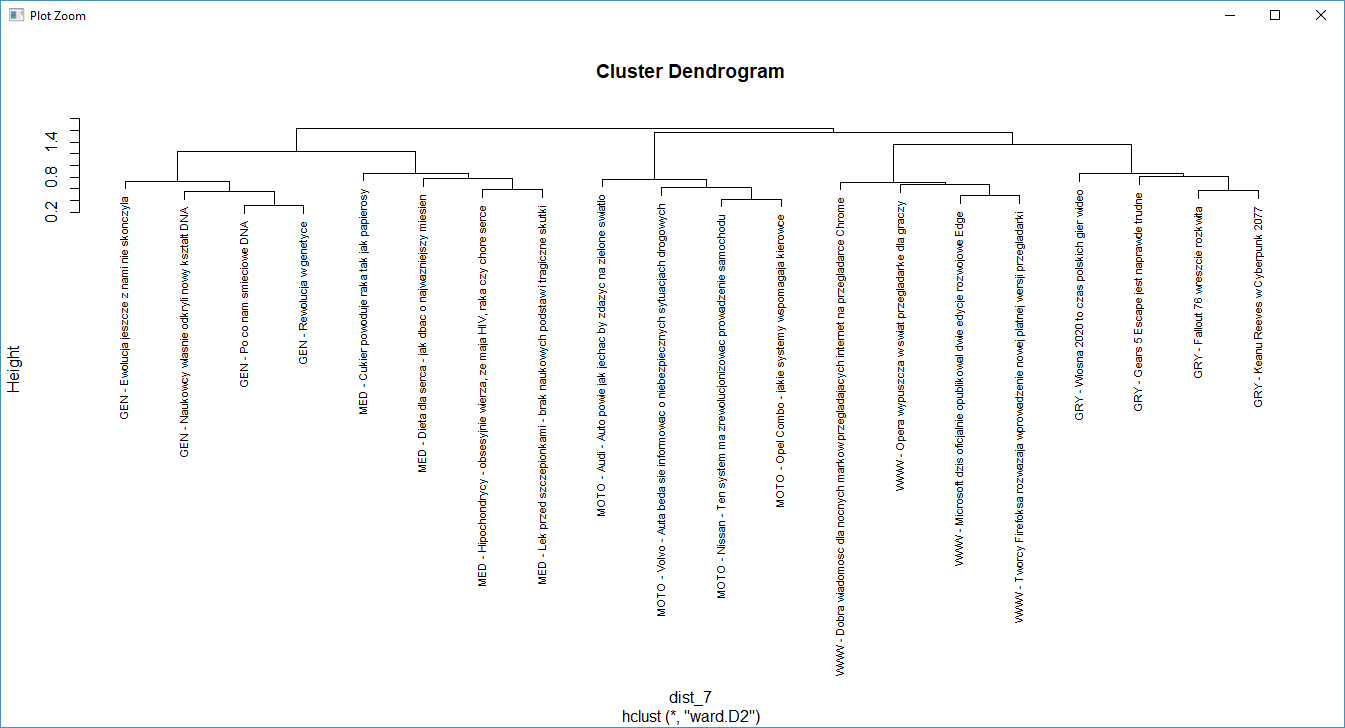 Plot Zoom
Cluster Dendrogram
Height
0.2
0.8
1.4
GEN - Ewolucja jeszcze z nami nie skonczyla
GEN - Naukowcy wlasnie odkryli nowy ksztalt DNA
GEN - Po co nam smieciowe DNA
GEN - Rewolucja w genetyce
MED - Cukier powoduje raka tak jak papierosy
MED - Dieta dla serca - jak dbac o najwazniejszy miesien
MED - Hipochondrycy - obsesyjnie wierza, ze maja HIV, raka czy chore serce
MED - Lek przed szczepionkami - brak naukowych podstaw i tragiczne skutki
MOTO - Audi - Auto powie jak jechac by zdazyc na zielone swiatlo
MOTO - Volvo - Auta beda sie informowac o niebezpiecznych sytuacjach drogowych
MOTO - Nissan - Ten system ma zrewolucjonizowac prowadzenie samochodu
MOTO - Opel Combo - jakie systemy wspomagaja kierowce
WWW - Dobra wiadomosc dla nocnych markow przegladajacych internet na przegladarce Chrome
WWW - Opera wypuszcza w swiat przegladarke dla graczy
WWW - Microsoft dzis oficjalnie opublikowal dwie edycje rozwojowe Edge
WWW - Tworcy Firefoksa rozwazaja wprowadzenie nowej platnej wersji przegladarki
GRY - Wiosna 2020 to czas polskich gier wideo
GRY - Gears 5 Escape jest naprawde trudne
GRY - Fallout 76 wreszcie rozkwita
GRY - Keanu Reeves w Cyberpunk 2077
dist_7
hclust (*, "ward.D2")